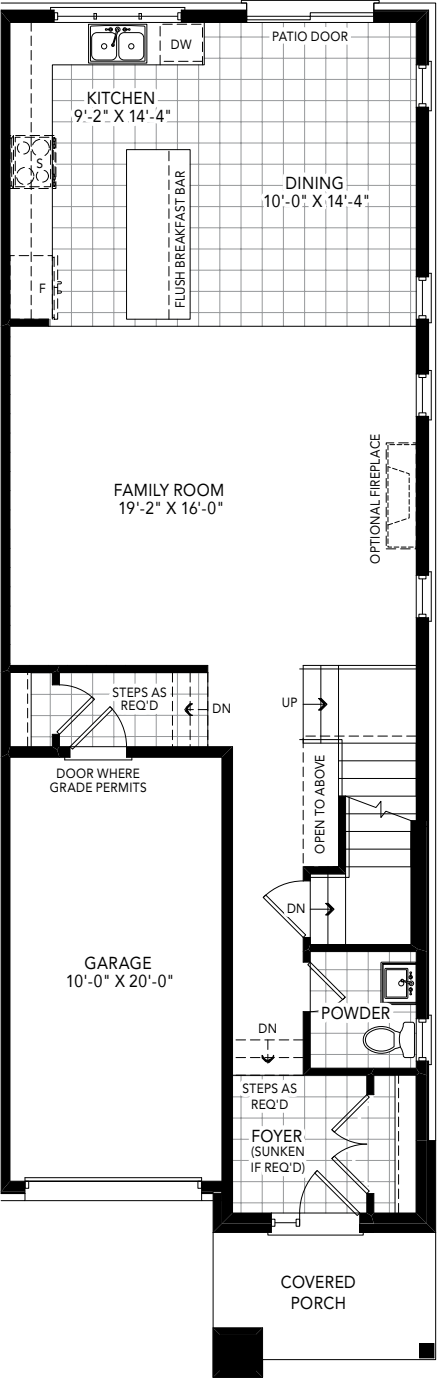 DW
PATIO DOOR
KITCHEN
9'-2" X 14'-4"
S
DINING
10'-0" X 14'-4"
FLUSH BREAKFAST BAR
F
FAMILY ROOM
19'-2" X 16'-0"
OPTIONAL FIREPLACE
STEPS AS
REQ'D
DN
UP
DOOR WHERE
GRADE PERMITS
OPEN TO ABOVE
DN
GARAGE
10'-0" X 20'-0"
POWDER
DN
STEPS AS
REQ'D
FOYER
(SUNKEN
IF REQ'D)
COVERED
PORCH